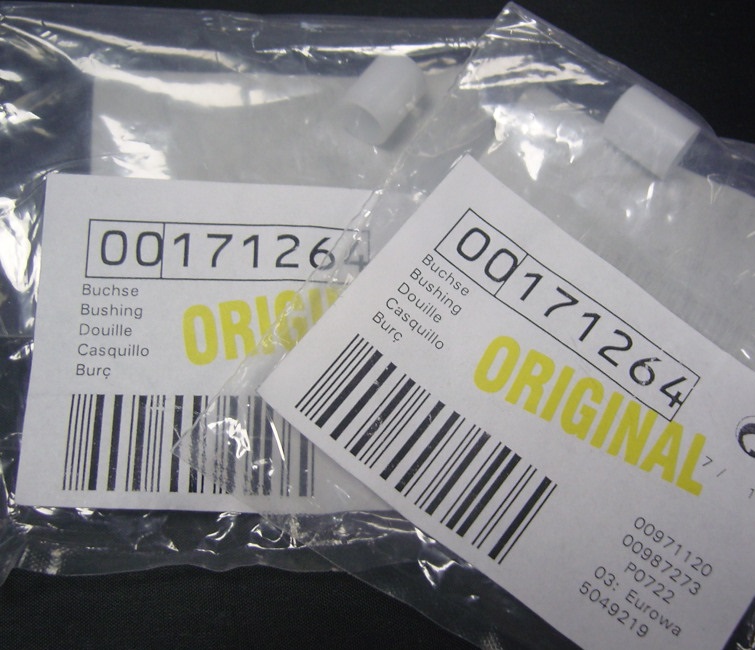 00171264
Buchse
Bushing
Douille
Casquillo
Burç
00171264
Buchse
Bushing
Douille
Casquillo
Burç
ORIGINAL
7 /
00971120
00987273
P0722
03: Eurowa
5049219